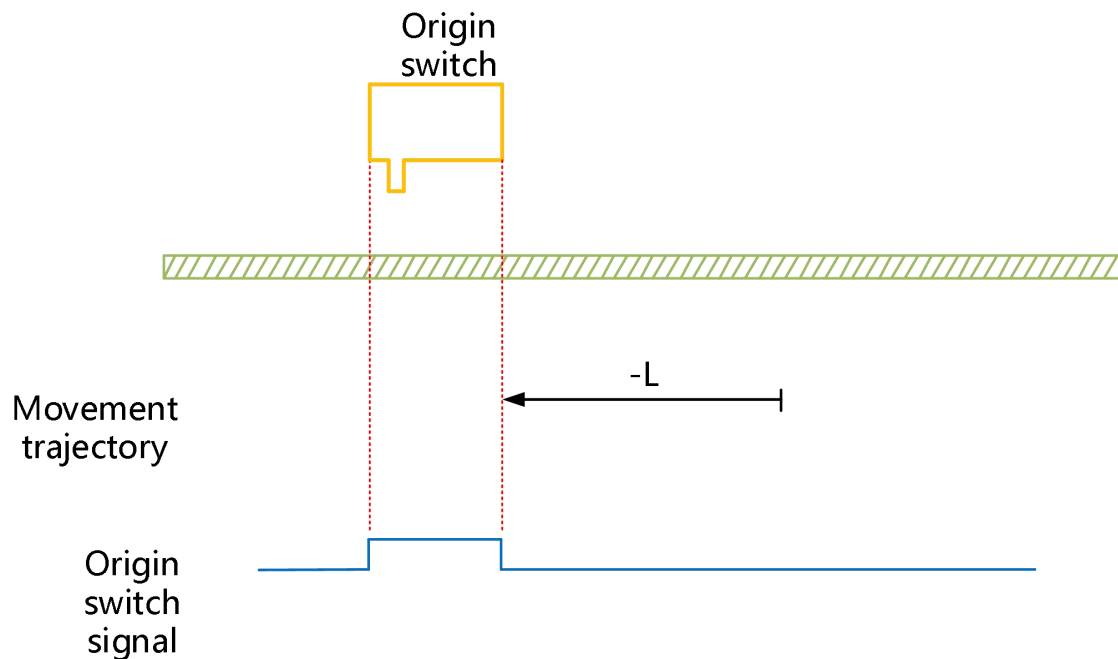 Origin
switch
-L
Movement
trajectory
Origin
switch
signal